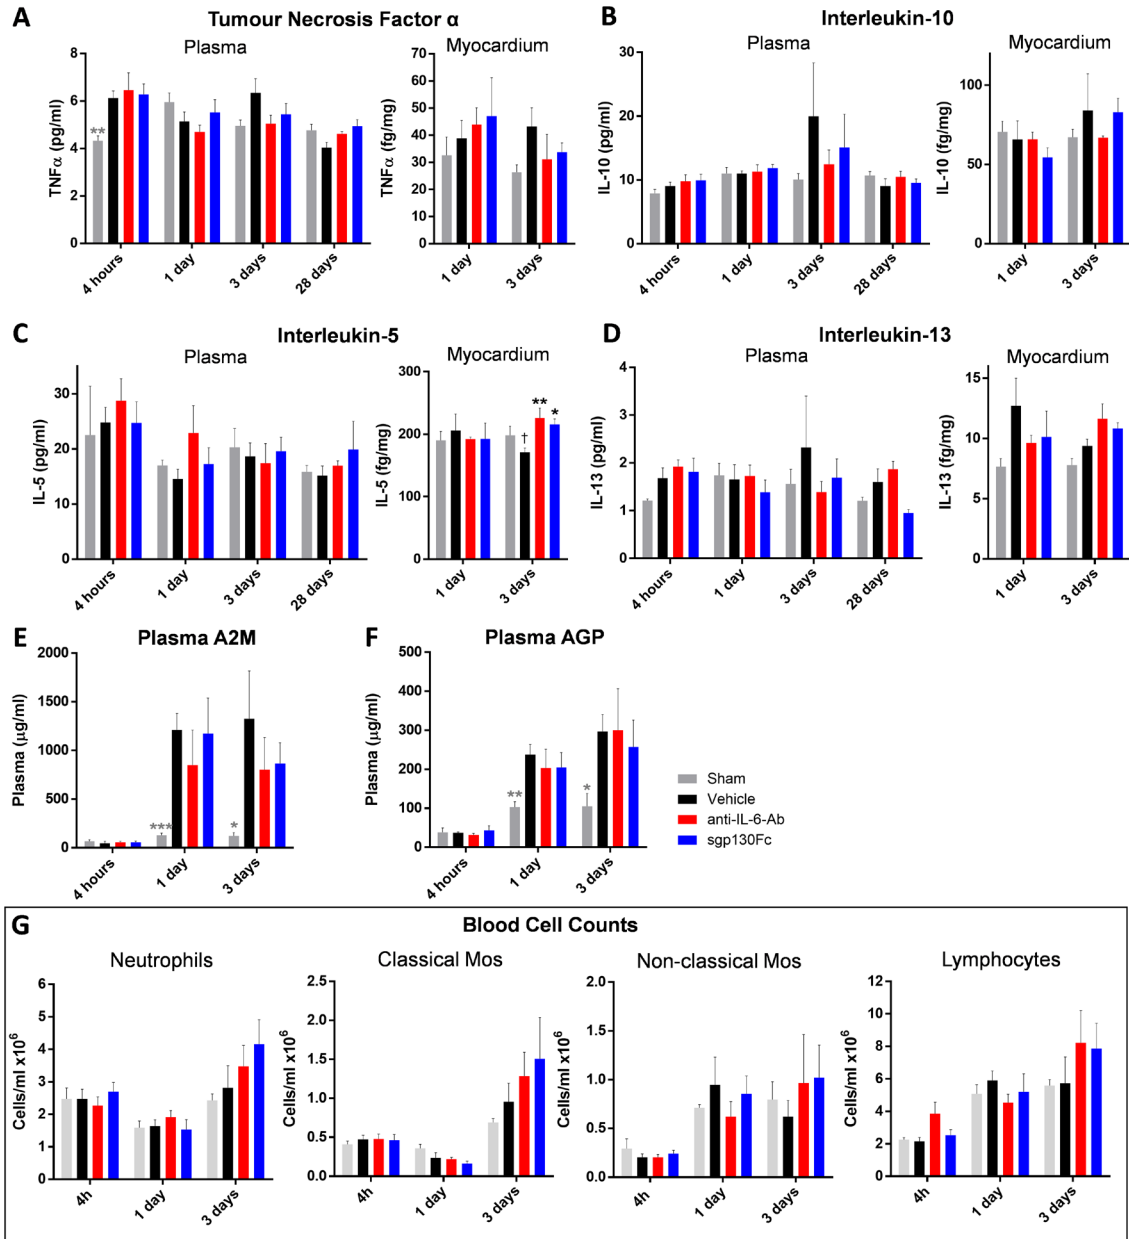 A
Tumour Necrosis Factor α
Plasma
Myocardium
TNFα (pg/ml)
8
6
4
2
0
**
4 hours
1 day
3 days
28 days
TNFα (fg/mg)
70
60
50
40
30
20
10
0
1 day
3 days
B
Interleukin-10
Plasma
Myocardium
IL-10 (pg/ml)
30
20
15
10
5
0
4 hours
1 day
3 days
28 days
IL-10 (fg/mg)
100
50
0
1 day
3 days
C
Interleukin-5
Plasma
Myocardium
IL-5 (pg/ml)
30
20
10
0
4 hours
1 day
3 days
28 days
IL-5 (fg/mg)
300
200
100
0
†
**
*
1 day
3 days
D
Interleukin-13
Plasma
Myocardium
IL-13 (pg/ml)
4
3
2
1
0
4 hours
1 day
3 days
28 days
IL-13 (fg/mg)
15
10
5
0
1 day
3 days
E
Plasma A2M
Plasma (µg/ml)
2000
1500
1000
500
0
***
*
4 hours
1 day
3 days
F
Plasma AGP
Plasma (µg/ml)
500
400
300
200
100
0
**
*
4 hours
1 day
3 days
Sham
Vehicle
anti-IL-6-Ab
sgp130Fc
G
Blood Cell Counts
Neutrophils
Cells/ml x10⁶
6
5
4
3
2
1
0
4h
1 day
3 days
Classical Mos
Cells/ml x10⁶
2.5
2.0
1.5
1.0
0.5
0.0
4h
1 day
3 days
Non-classical Mos
Cells/ml x10⁶
2.0
1.5
1.0
0.5
0.0
4h
1 day
3 days
Lymphocytes
Cells/ml x10⁶
12
10
8
6
4
2
0
4h
1 day
3 days